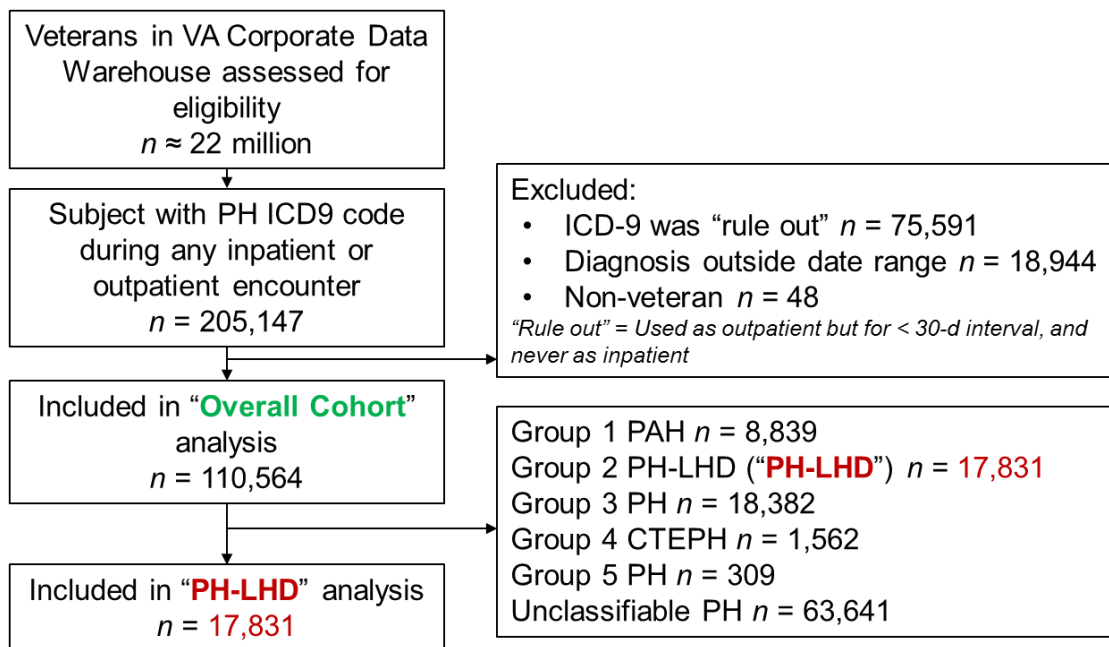 Veterans in VA Corporate Data
Warehouse assessed for
eligibility
n ≈ 22 million
Subject with PH ICD9 code
during any inpatient or
outpatient encounter
n = 205,147
Excluded:
• ICD-9 was “rule out” n = 75,591
• Diagnosis outside date range n = 18,944
• Non-veteran n = 48
“Rule out” = Used as outpatient but for < 30-d interval, and
never as inpatient
Included in “Overall Cohort”
analysis
n = 110,564
Group 1 PAH n = 8,839
Group 2 PH-LHD (“PH-LHD”) n = 17,831
Group 3 PH n = 18,382
Group 4 CTEPH n = 1,562
Group 5 PH n = 309
Unclassifiable PH n = 63,641
Included in “PH-LHD” analysis
n = 17,831